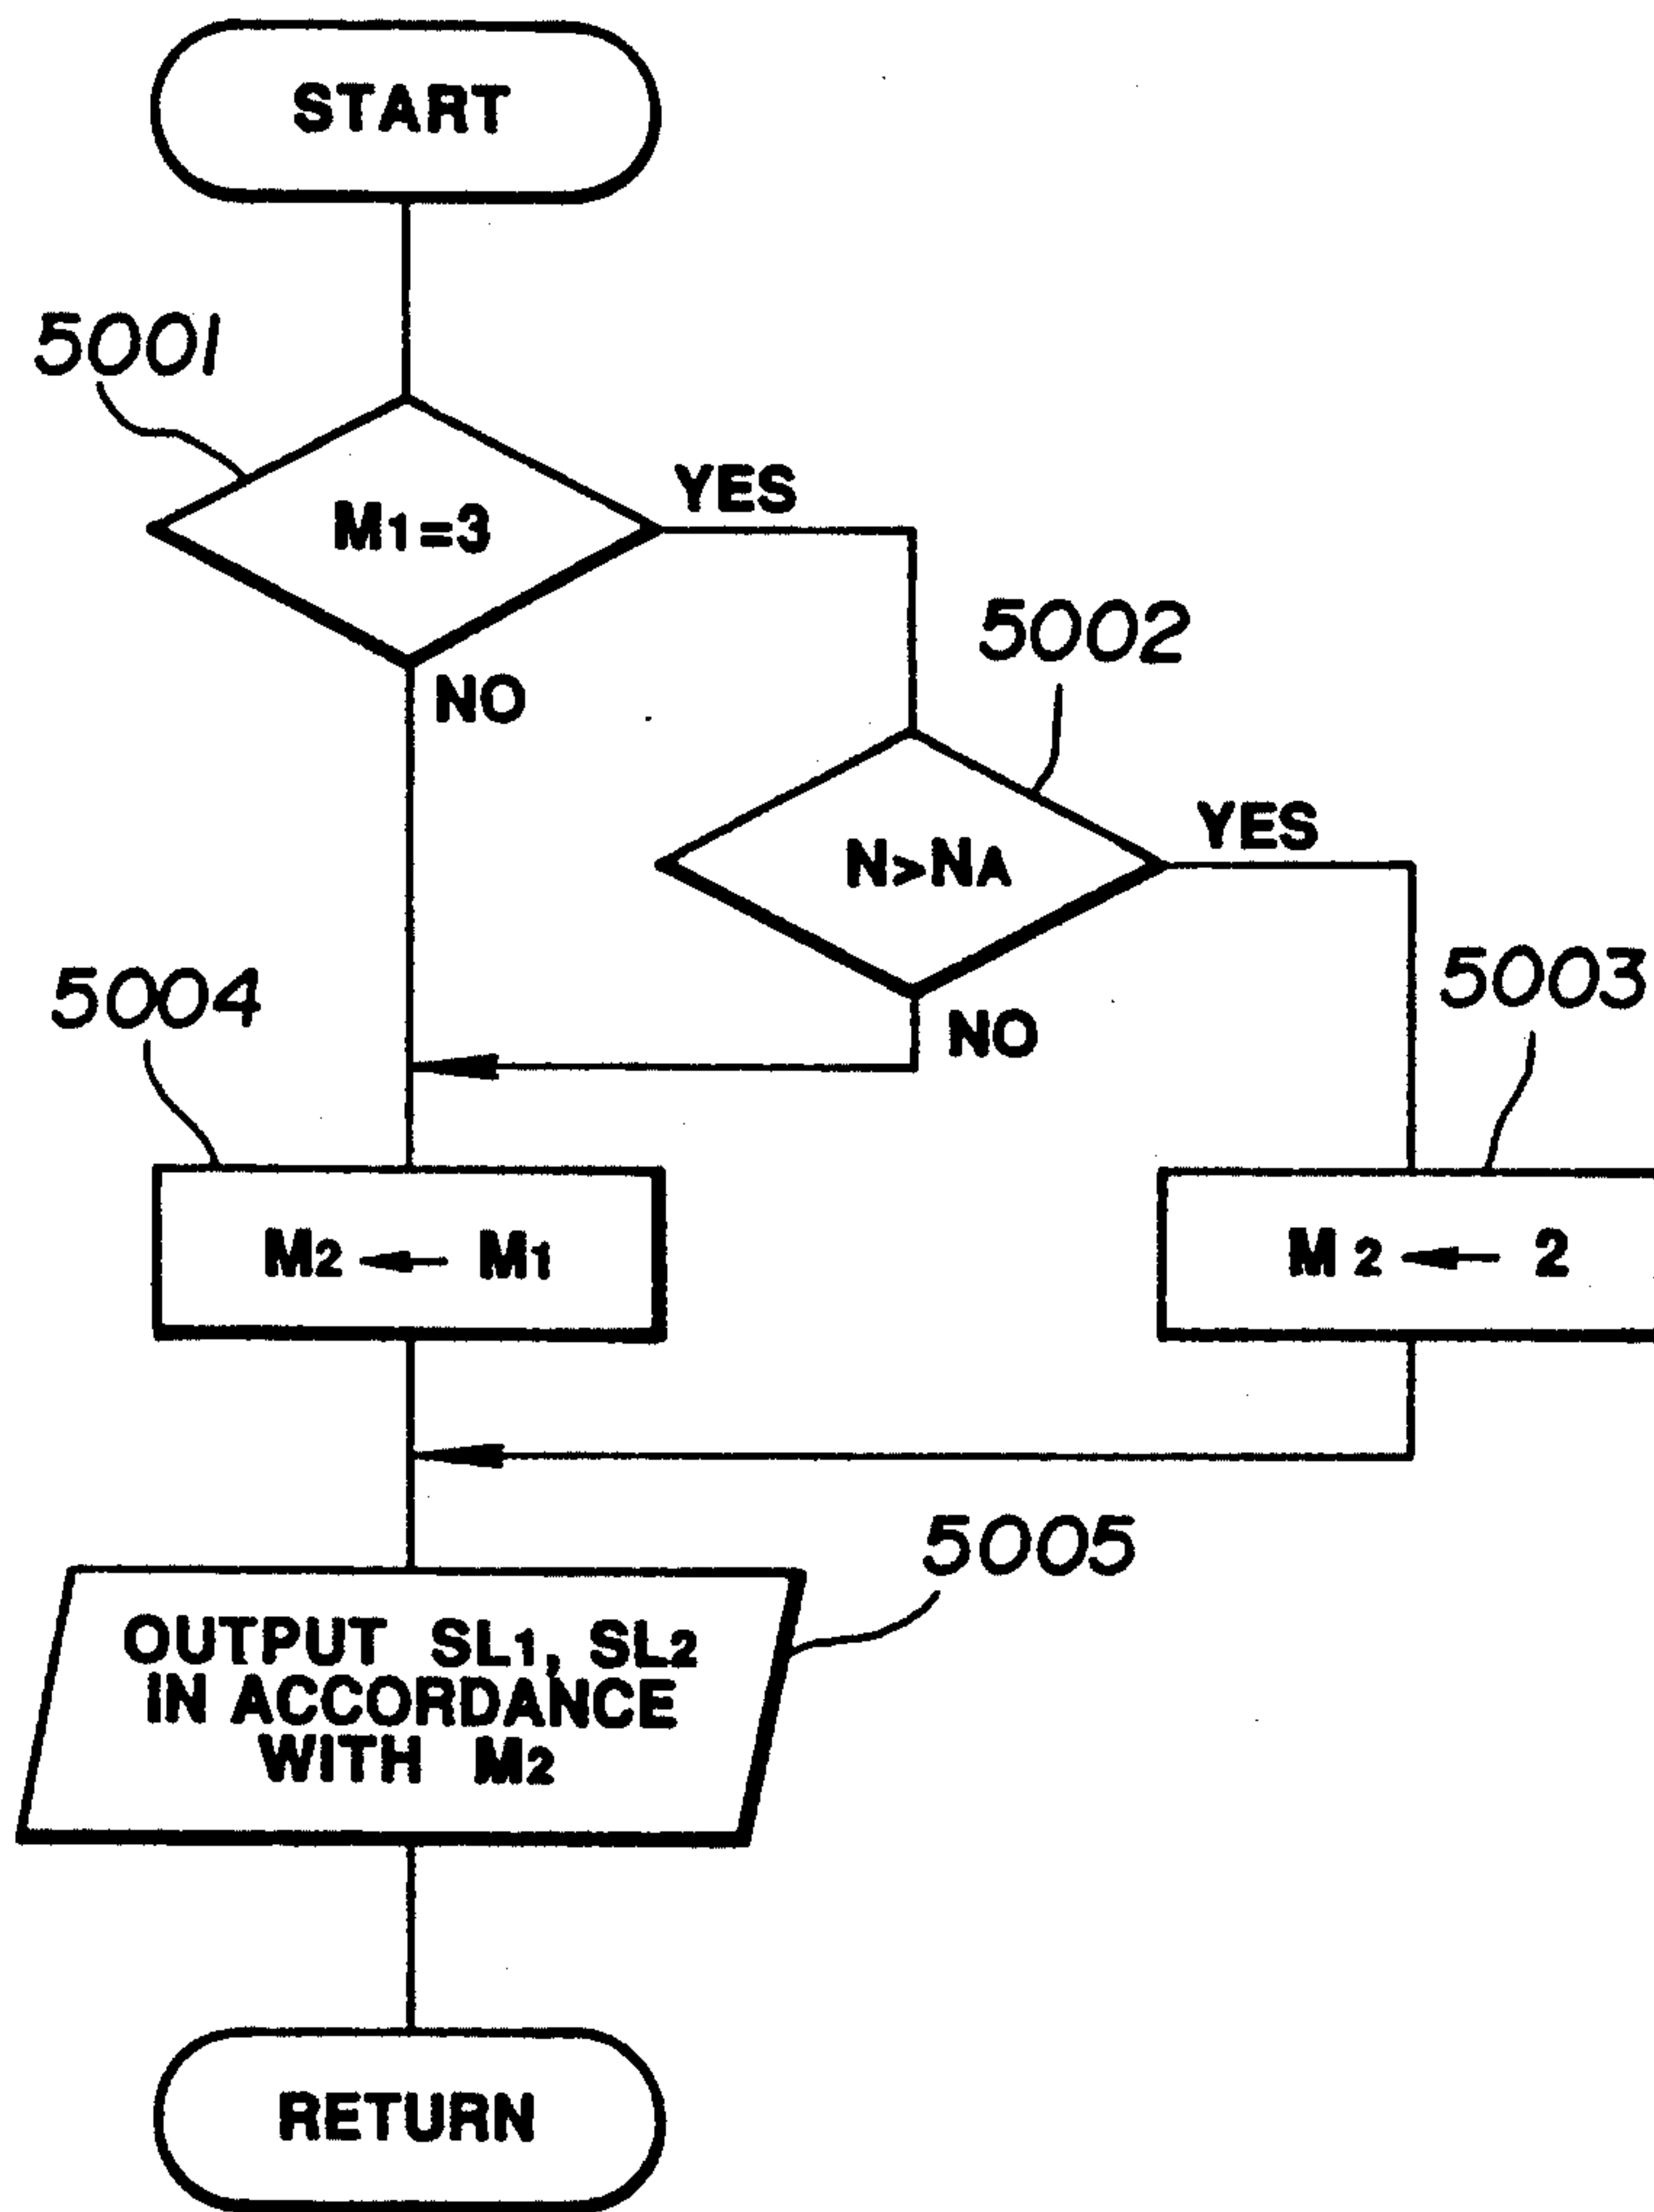 START
5001
M1=3
YES
NO
5002
N>NA
YES
NO
5004
5003
M2 ← M1
M2 ← 2
5005
OUTPUT SL1, SL2
IN ACCORDANCE
WITH M2
RETURN